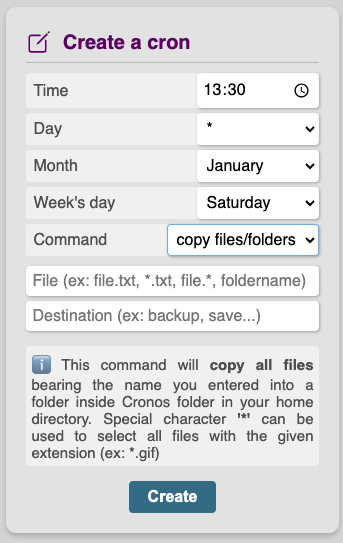 Create a cron
Time 13:30
Day *
Month January
Week's day Saturday
Command copy files/folders
File (ex: file.txt, *.txt, file.*, foldername)
Destination (ex: backup, save...)
This command will copy all files
bearing the name you entered into a
folder inside Cronos folder in your home
directory. Special character '*' can be
used to select all files with the given
extension (ex: *.gif)
Create